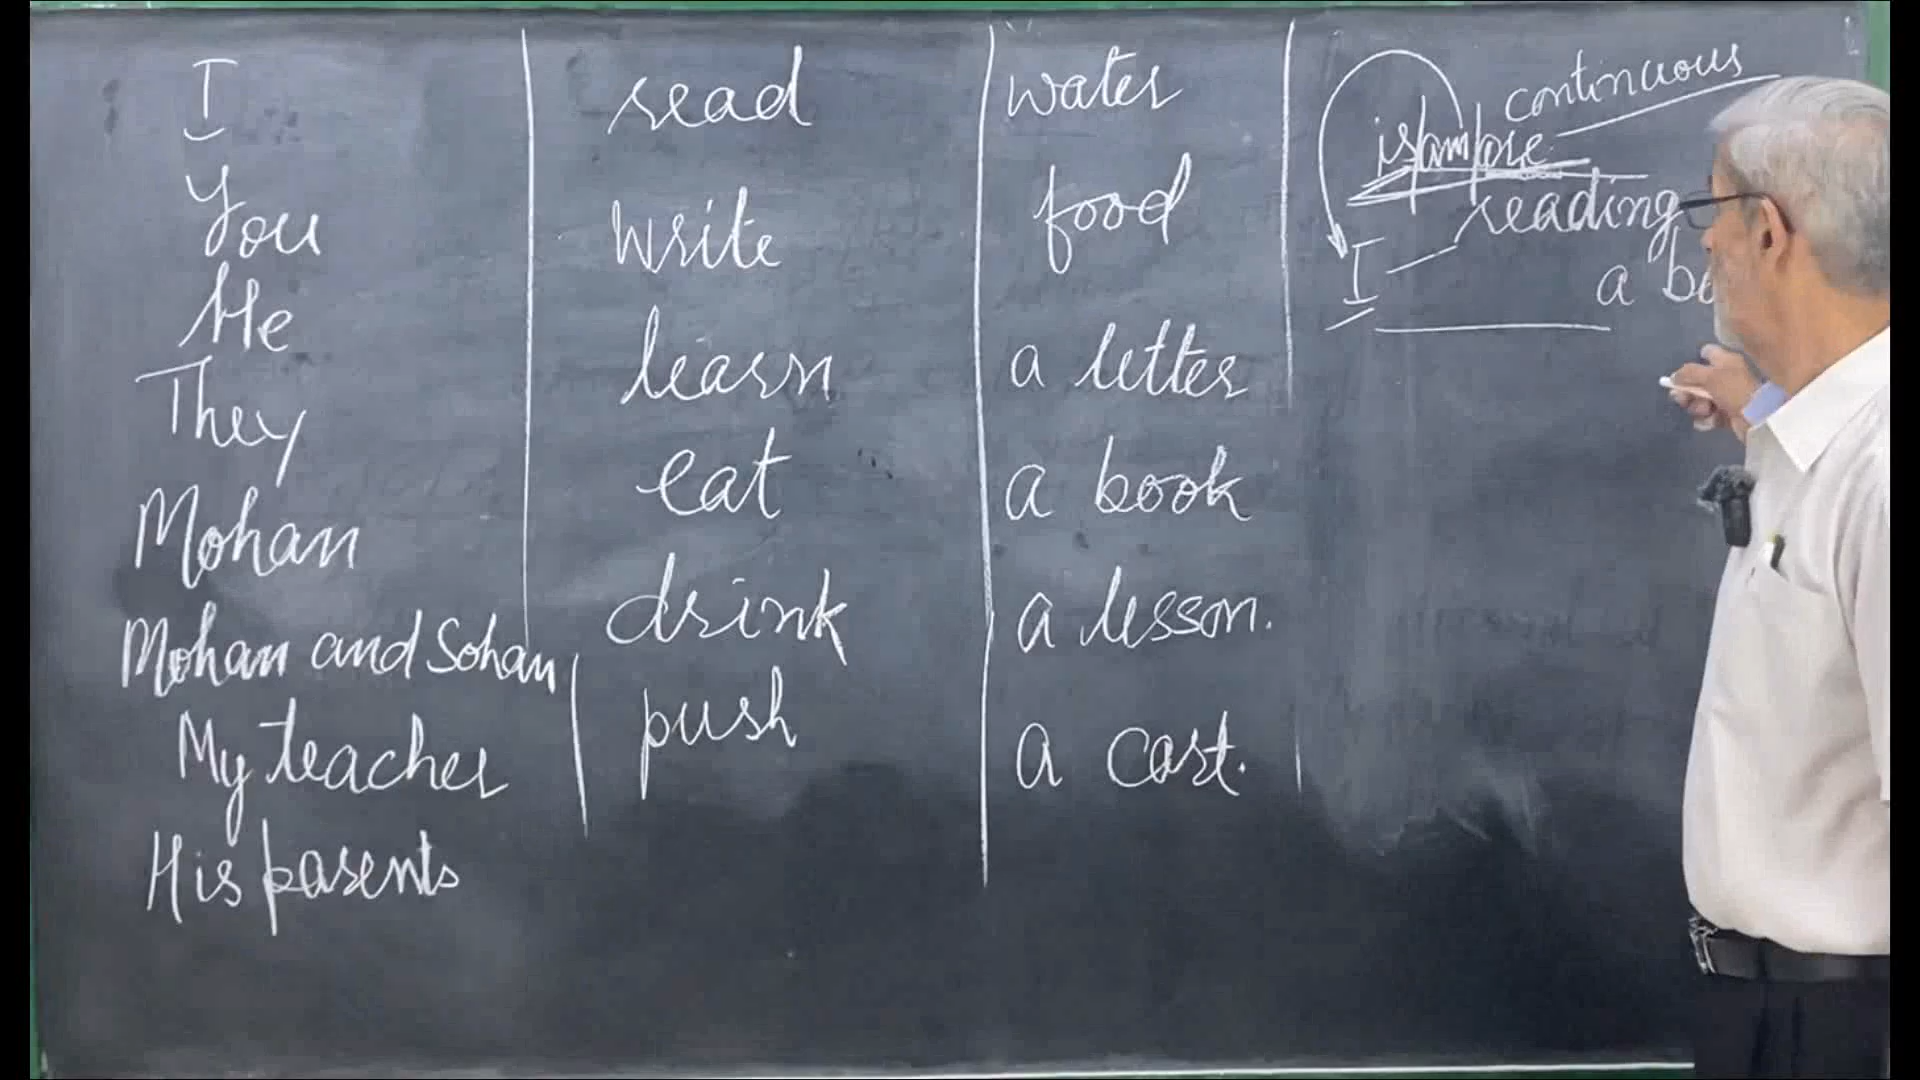 I
You
He
They
Mohan
Mohan and Sohan
My teacher
His parents
read
write
learn
eat
drink
push
water
food
a letter
a book
a lesson.
a cart.
continuous
is/am/are
reading
I
a